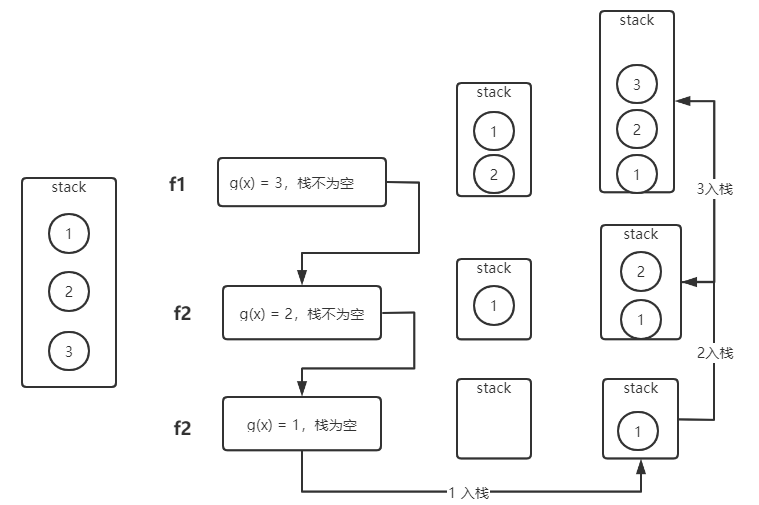 stack
1
2
3
f1
g(x) = 3，栈不为空
f2
g(x) = 2，栈不为空
f2
g(x) = 1，栈为空
stack
1
2
stack
1
stack
stack
3
2
1
stack
2
1
stack
1
3入栈
2入栈
1 入栈